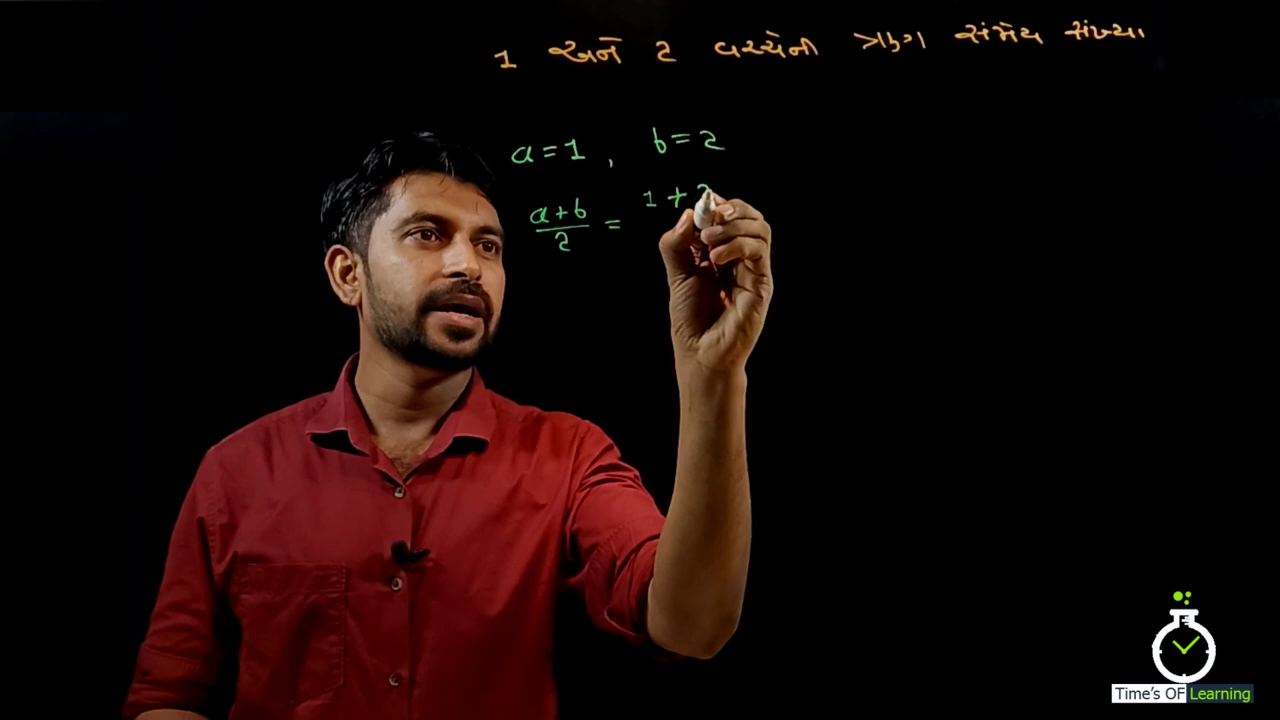 1 અને 2 વચ્ચેની ત્રણ સંમેય સંખ્યા
a = 1 , b = 2
a + b / 2 = 1 + 2
Time's OF Learning